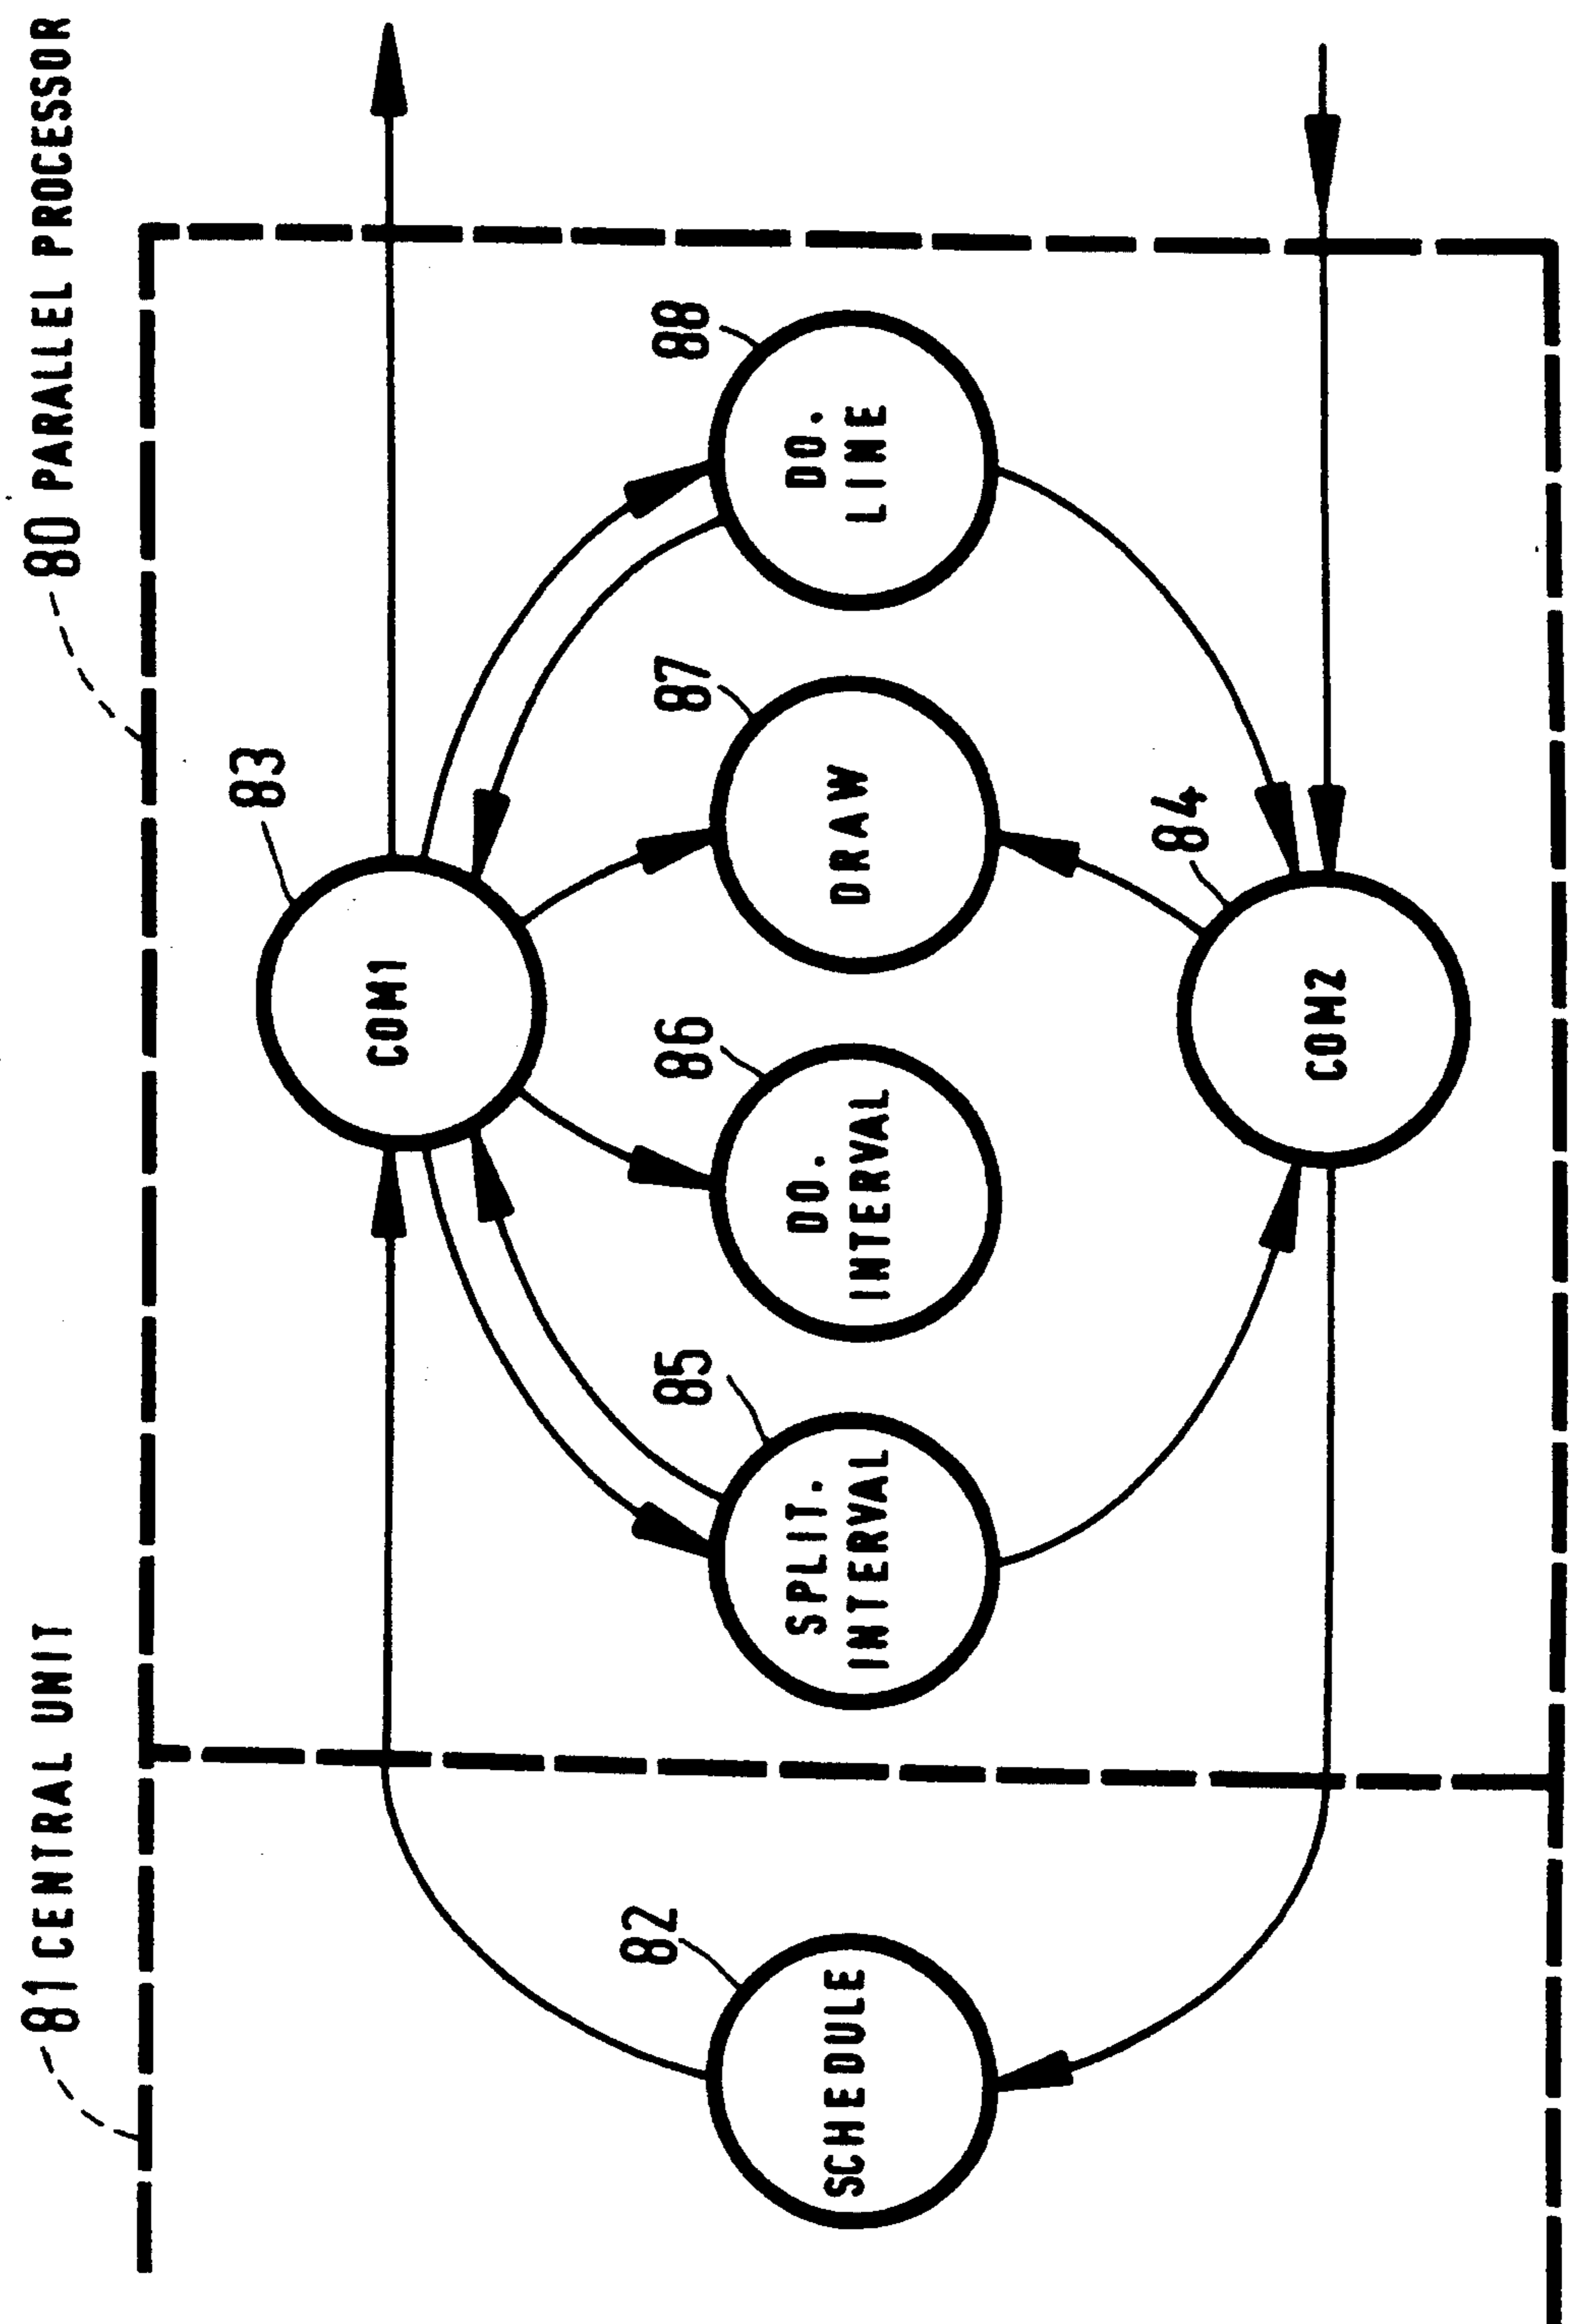 81 CENTRAL UNIT
80 PARALLEL PROCESSOR
83
COM1
82
SCHEDULE
85
SPLIT.
INTERVAL
86
DO.
INTERVAL
87
DRAW
88
DO.
LINE
84
COM2